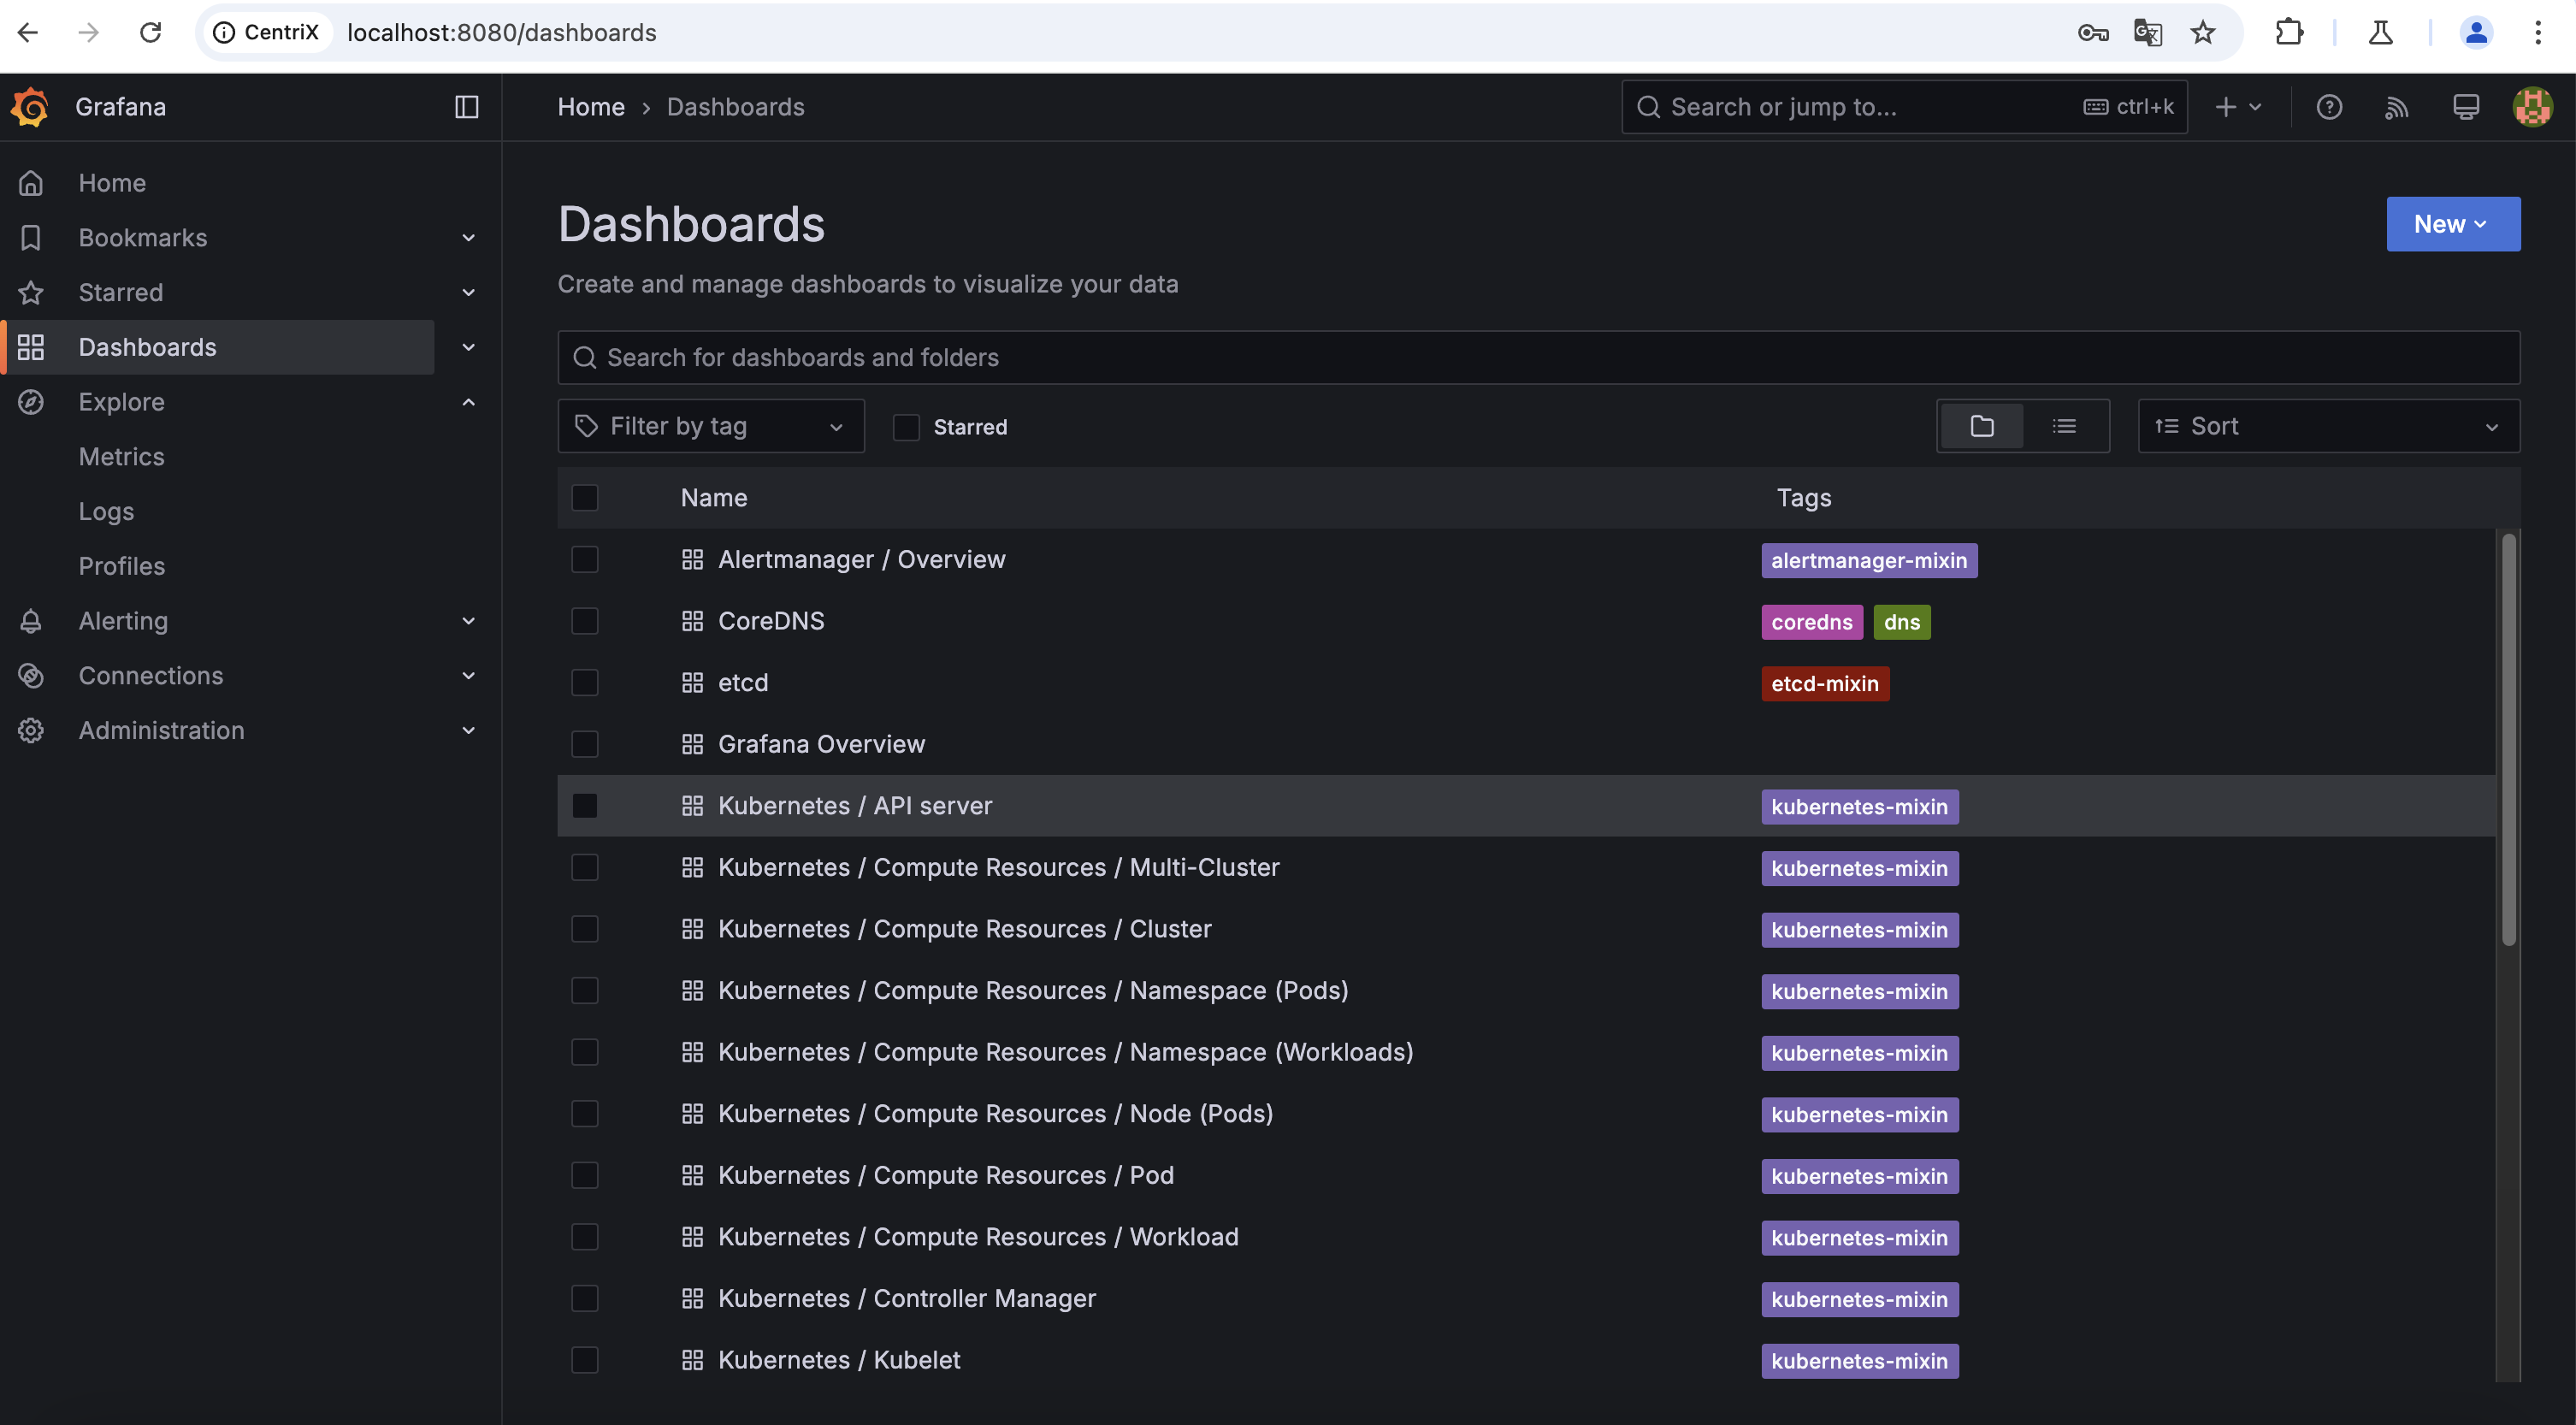 CentriX localhost:8080/dashboards
Grafana
Home › Dashboards
Search or jump to... ctrl+k
Home
Bookmarks
Starred
Dashboards
Explore
Metrics
Logs
Profiles
Alerting
Connections
Administration
Dashboards
New
Create and manage dashboards to visualize your data
Search for dashboards and folders
Filter by tag Starred Sort
Name Tags
Alertmanager / Overview alertmanager-mixin
CoreDNS coredns dns
etcd etcd-mixin
Grafana Overview
Kubernetes / API server kubernetes-mixin
Kubernetes / Compute Resources / Multi-Cluster kubernetes-mixin
Kubernetes / Compute Resources / Cluster kubernetes-mixin
Kubernetes / Compute Resources / Namespace (Pods) kubernetes-mixin
Kubernetes / Compute Resources / Namespace (Workloads) kubernetes-mixin
Kubernetes / Compute Resources / Node (Pods) kubernetes-mixin
Kubernetes / Compute Resources / Pod kubernetes-mixin
Kubernetes / Compute Resources / Workload kubernetes-mixin
Kubernetes / Controller Manager kubernetes-mixin
Kubernetes / Kubelet kubernetes-mixin